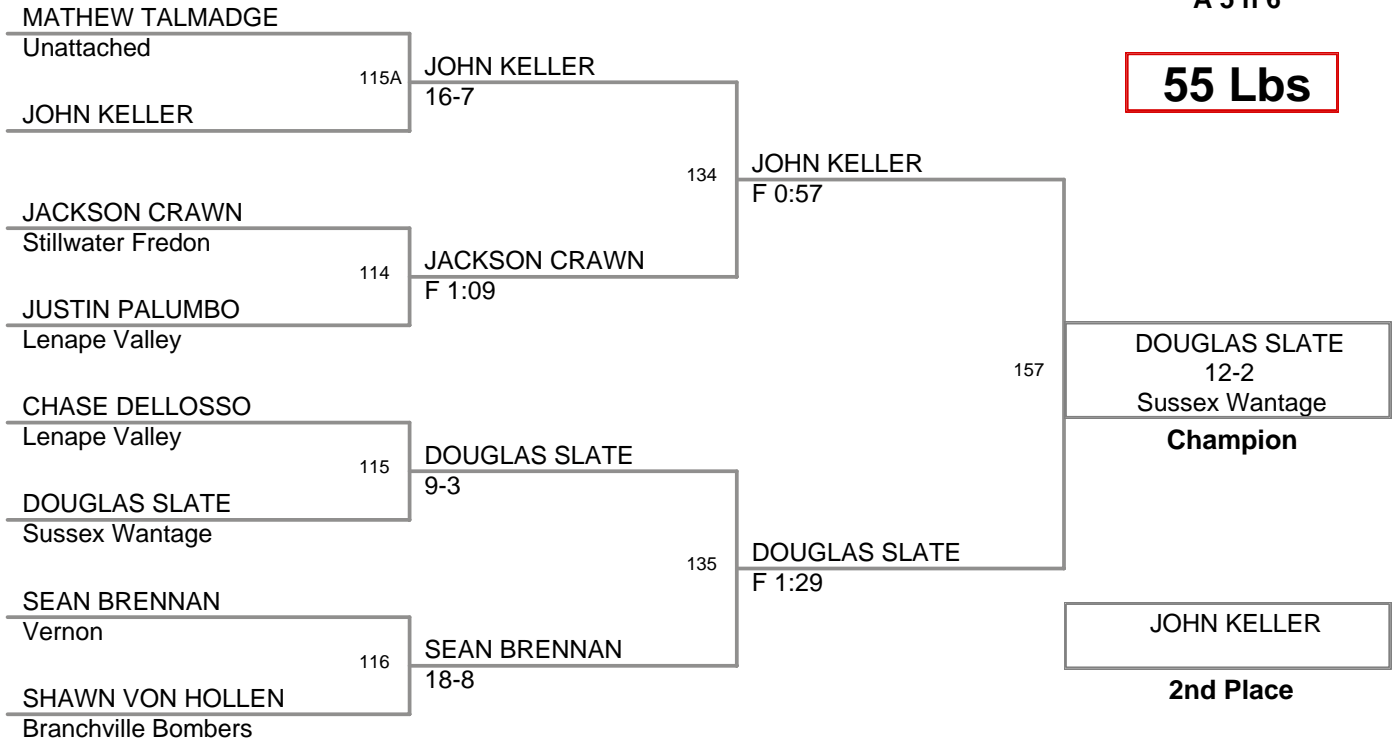 A 5 n 6
55 Lbs
MATHEW TALMADGE
Unattached
115A
JOHN KELLER
JOHN KELLER
16-7
JACKSON CRAWN
Stillwater Fredon
114
JUSTIN PALUMBO
Lenape Valley
JACKSON CRAWN
F 1:09
134
JOHN KELLER
F 0:57
CHASE DELLOSSO
Lenape Valley
115
DOUGLAS SLATE
Sussex Wantage
DOUGLAS SLATE
9-3
SEAN BRENNAN
Vernon
116
SHAWN VON HOLLEN
Branchville Bombers
SEAN BRENNAN
18-8
135
DOUGLAS SLATE
F 1:29
157
DOUGLAS SLATE
12-2
Sussex Wantage
Champion
JOHN KELLER
2nd Place